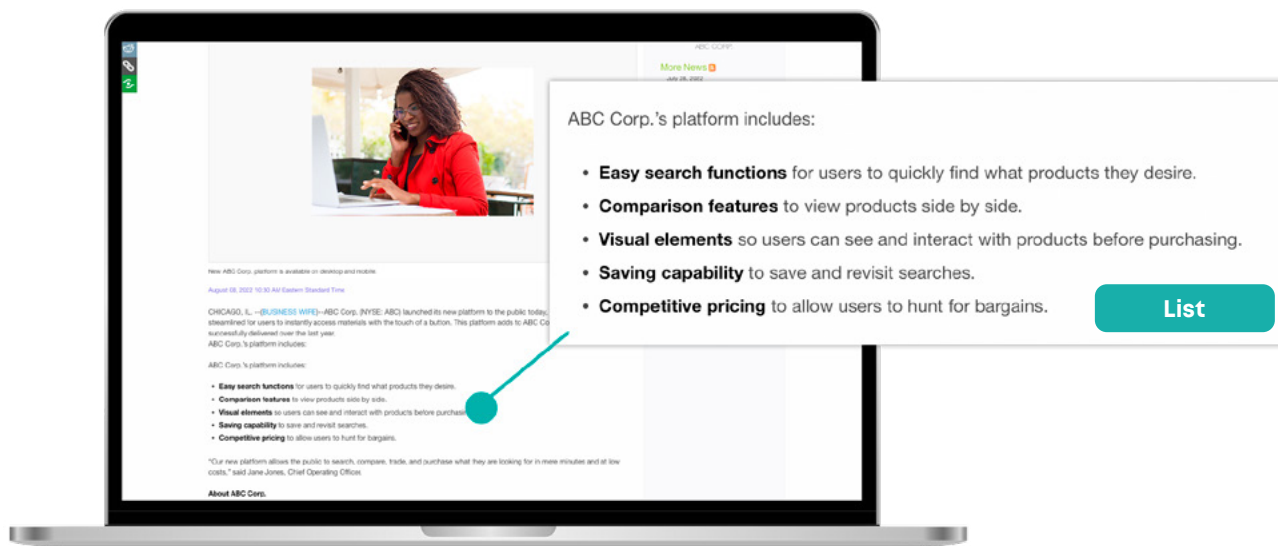 ABC CORP.
More News
July 28, 2022
New ABC Corp. platform is available on desktop and mobile.
August 08, 2022 10:30 AM Eastern Standard Time
CHICAGO, IL. --(BUSINESS WIRE)--ABC Corp. (NYSE: ABC) launched its new platform to the public today,
streamlined for users to instantly access materials with the touch of a button. This platform adds to ABC Co
successfully delivered over the last year.
ABC Corp.'s platform includes:
ABC Corp.'s platform includes:
• Easy search functions for users to quickly find what products they desire.
• Comparison features to view products side by side.
• Visual elements so users can see and interact with products before purchasin
• Saving capability to save and revisit searches.
• Competitive pricing to allow users to hunt for bargains.
"Our new platform allows the public to search, compare, trade, and purchase what they are looking for in mere minutes and at low
costs," said Jane Jones, Chief Operating Officer.
About ABC Corp.
ABC Corp.'s platform includes:
• Easy search functions for users to quickly find what products they desire.
• Comparison features to view products side by side.
• Visual elements so users can see and interact with products before purchasing.
• Saving capability to save and revisit searches.
• Competitive pricing to allow users to hunt for bargains.
List